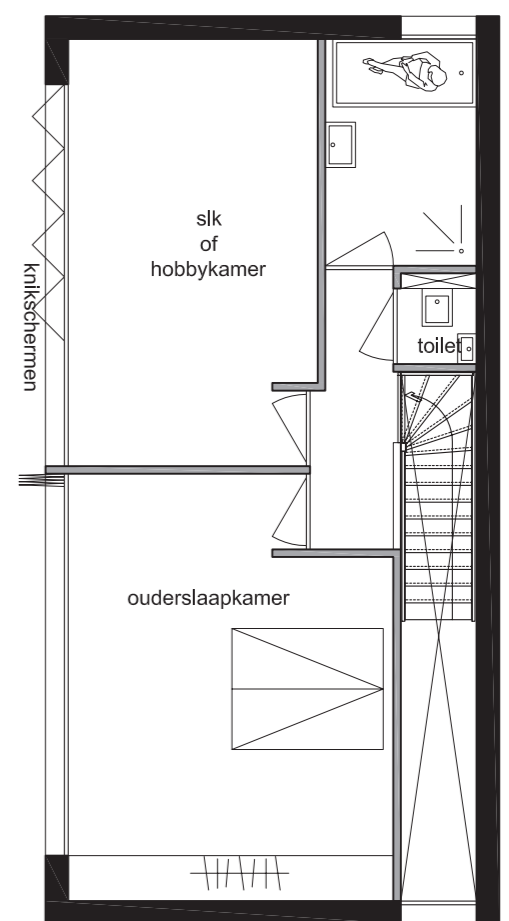 slk
of
hobbykamer
knikschermen
toilet
ouderslaapkamer